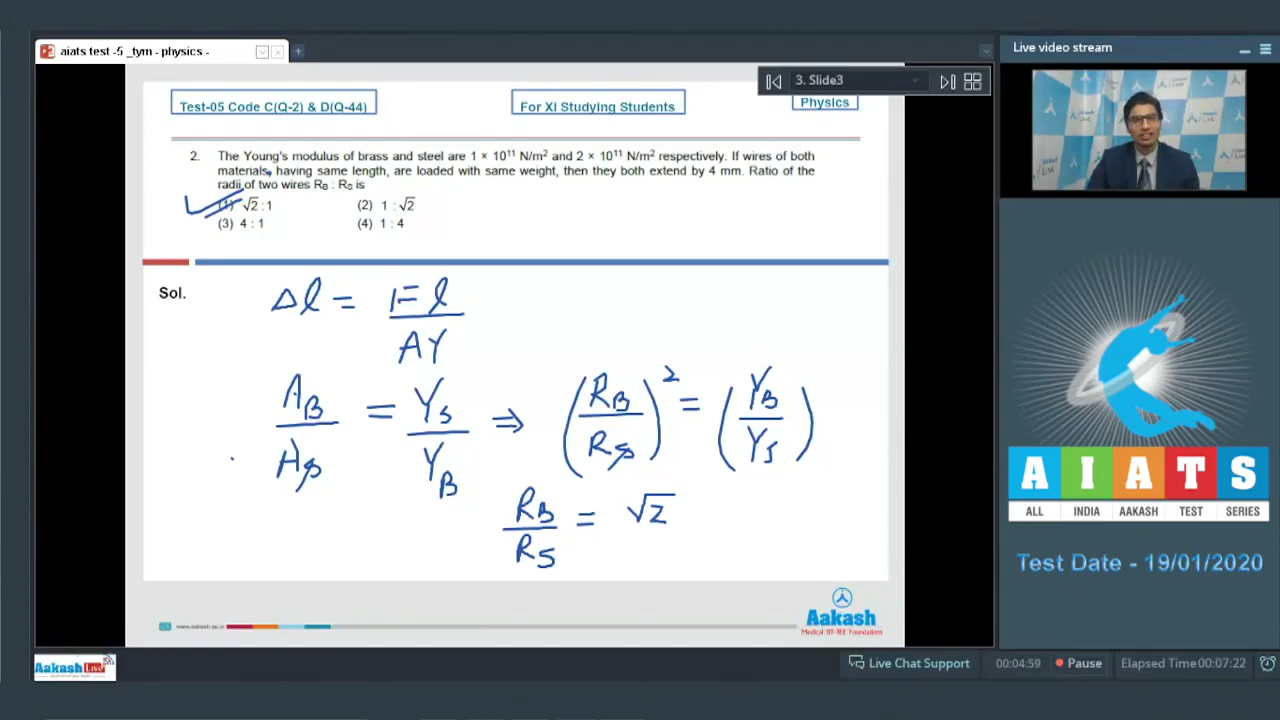 aiats test -5 _tym - physics -
Live video stream
3. Slide3
Test-05 Code C(Q-2) & D(Q-44)
For XI Studying Students
Physics
2. The Young's modulus of brass and steel are 1 × 10¹¹ N/m² and 2 × 10¹¹ N/m² respectively. If wires of both
materials, having same length, are loaded with same weight, then they both extend by 4 mm. Ratio of the
radii of two wires R_B : R_S is
(1) √2 : 1 (2) 1 : √2
(3) 4 : 1 (4) 1 : 4
Sol.
Δl = Fl / AY
A_B / A_S = Y_S / Y_B ⇒ (R_B / R_S)² = (Y_B / Y_S)
R_B / R_S = √2
A I A T S
ALL INDIA AAKASH TEST SERIES
Test Date - 19/01/2020
www.aakash.ac.in
Aakash
Medical|IIT-JEE|Foundations
Aakash Live
Live Chat Support
00:04:59
Pause
Elapsed Time 00:07:22